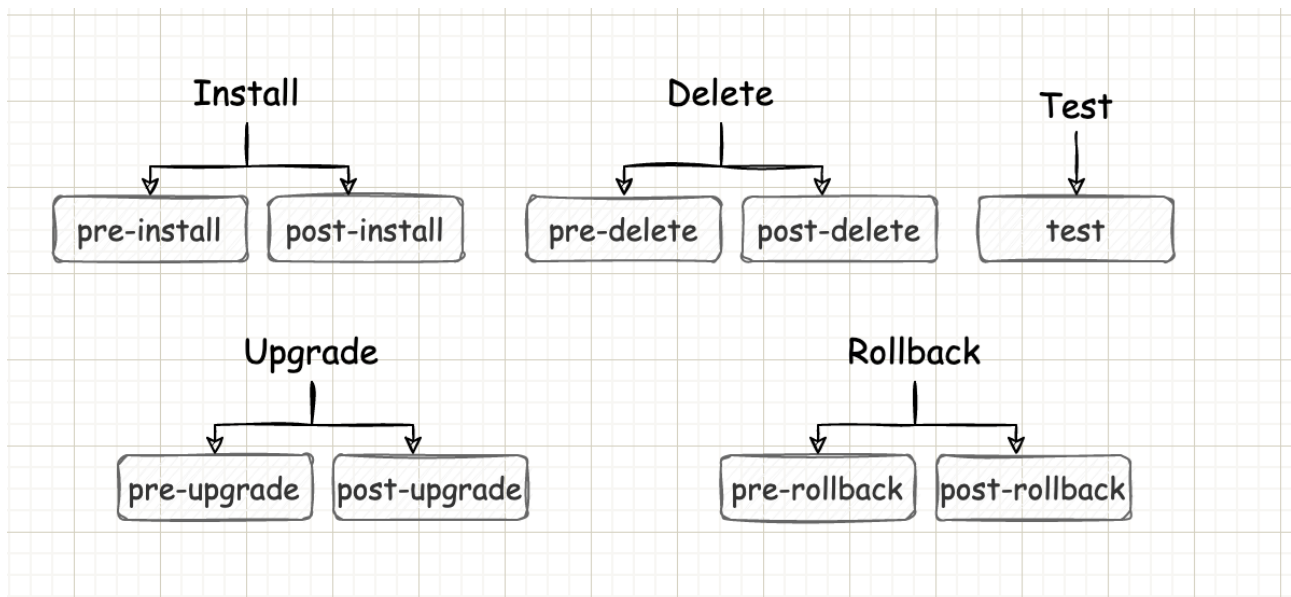 Install
Delete
Test
pre-install
post-install
pre-delete
post-delete
test
Upgrade
Rollback
pre-upgrade
post-upgrade
pre-rollback
post-rollback